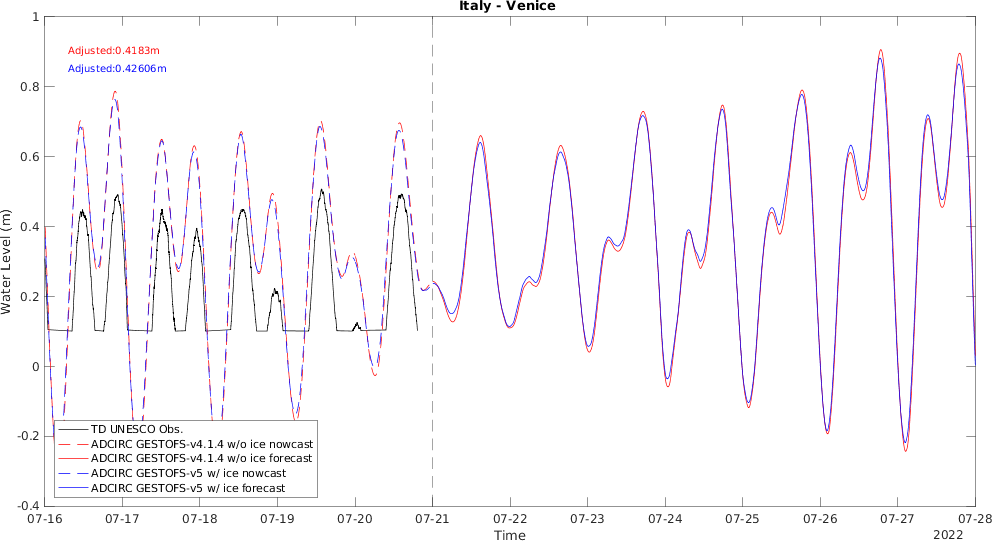 Italy - Venice
1
Adjusted:0.4183m
Adjusted:0.42606m
0.8
0.6
0.4
0.2
0
-0.2
-0.4
Water Level (m)
TD UNESCO Obs.
ADCIRC GESTOFS-v4.1.4 w/o ice nowcast
ADCIRC GESTOFS-v4.1.4 w/o ice forecast
ADCIRC GESTOFS-v5 w/ ice nowcast
ADCIRC GESTOFS-v5 w/ ice forecast
07-16 07-17 07-18 07-19 07-20 07-21 07-22 07-23 07-24 07-25 07-26 07-27 07-28
Time
2022